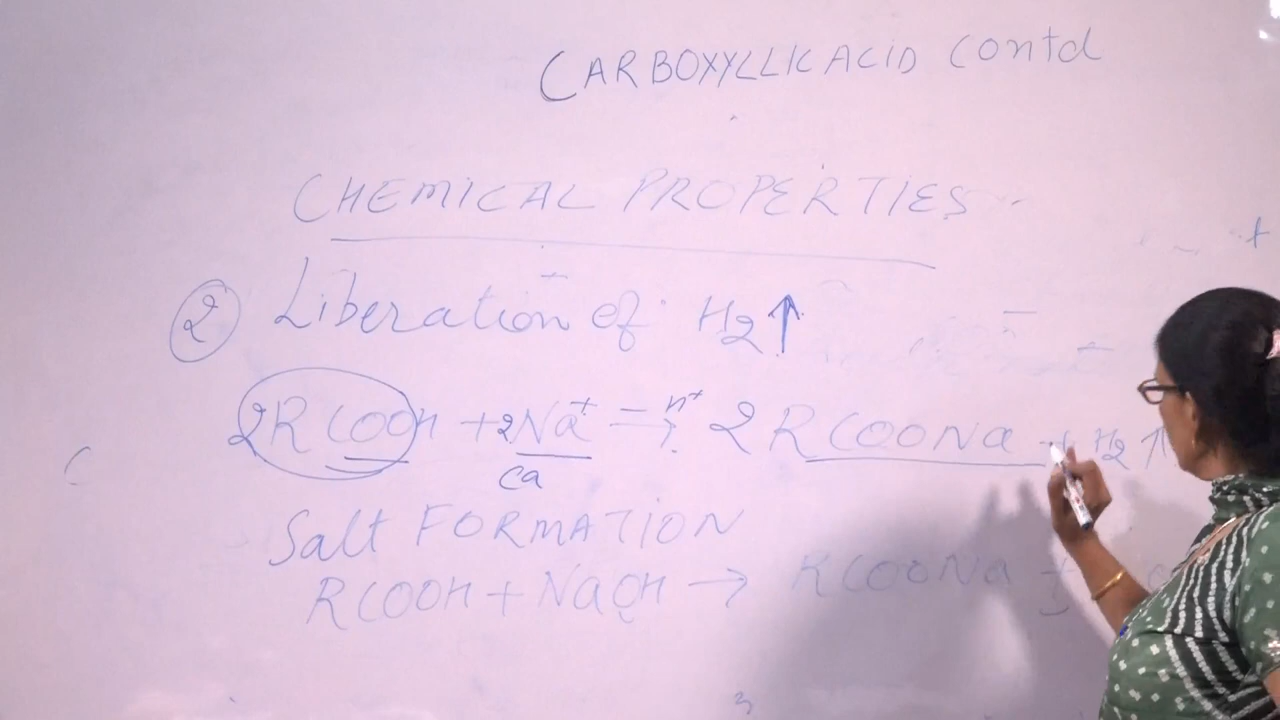 CARBOXYLLIC ACID Contd
CHEMICAL PROPERTIES
② Liberation of H2↑
2RCOOH + 2Na+ => 2RCOONa + H2↑
Ca
Salt FORMATION
RCOOH + NaOH → RCOONa +